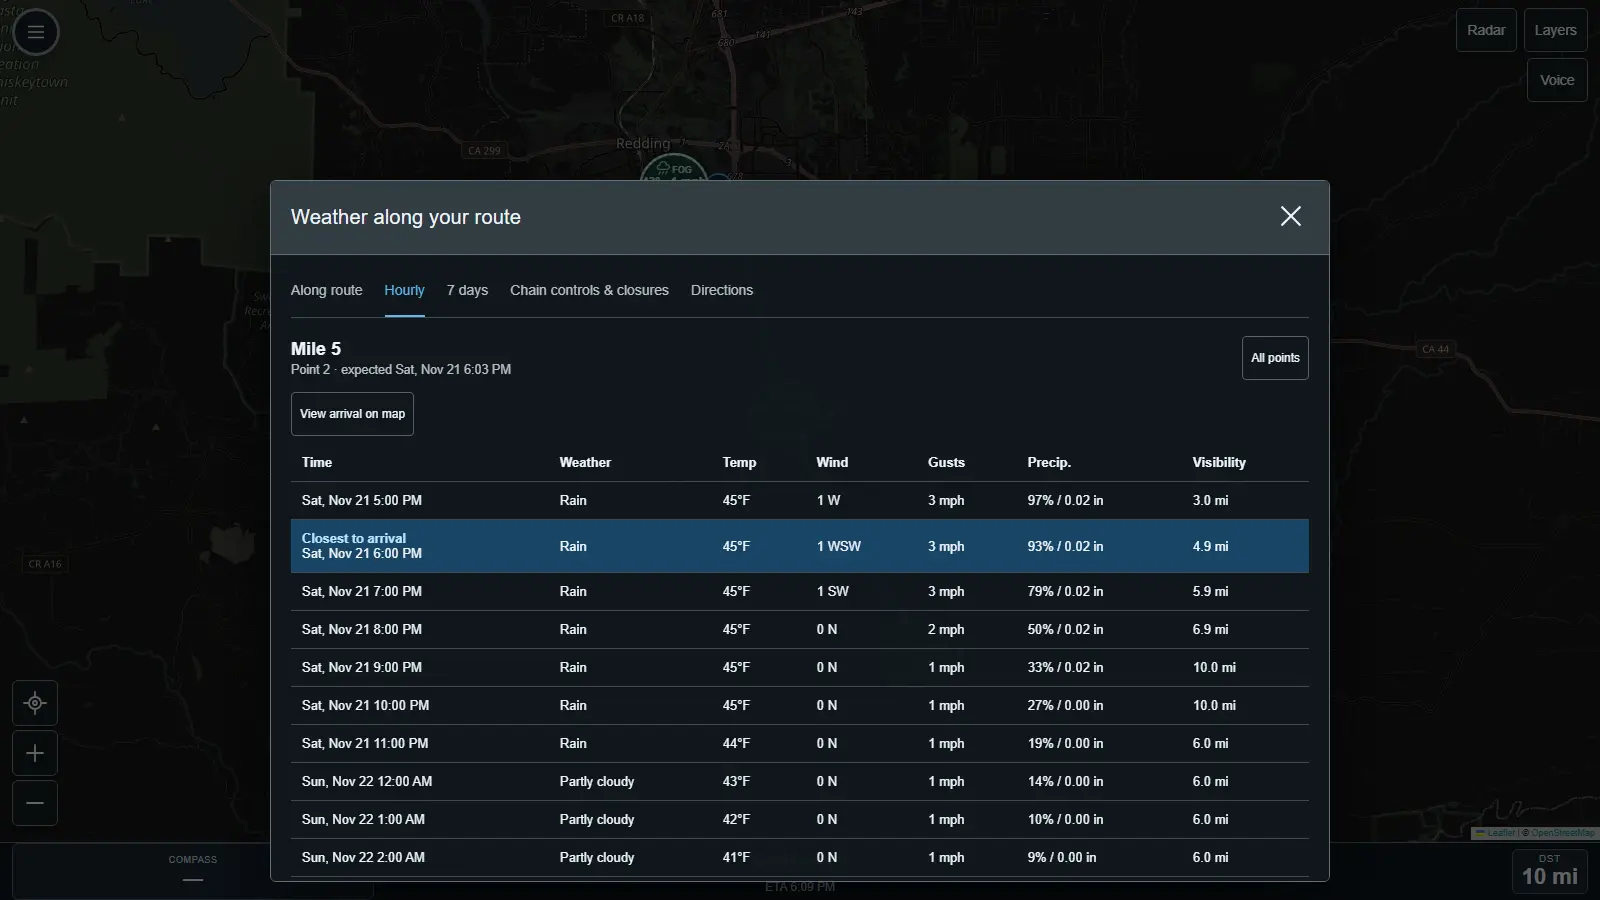 CR A18
681
143
141
680
Radar
Layers
Voice
Redding
CA 299
3
678
FOG
Weather along your route
Along route
Hourly
7 days
Chain controls & closures
Directions
Mile 5
Point 2 · expected Sat, Nov 21 6:03 PM
All points
View arrival on map
Time Weather Temp Wind Gusts Precip. Visibility
Sat, Nov 21 5:00 PM Rain 45°F 1 W 3 mph 97% / 0.02 in 3.0 mi
Closest to arrival
Sat, Nov 21 6:00 PM Rain 45°F 1 WSW 3 mph 93% / 0.02 in 4.9 mi
Sat, Nov 21 7:00 PM Rain 45°F 1 SW 3 mph 79% / 0.02 in 5.9 mi
Sat, Nov 21 8:00 PM Rain 45°F 0 N 2 mph 50% / 0.02 in 6.9 mi
Sat, Nov 21 9:00 PM Rain 45°F 0 N 1 mph 33% / 0.02 in 10.0 mi
Sat, Nov 21 10:00 PM Rain 45°F 0 N 1 mph 27% / 0.00 in 10.0 mi
Sat, Nov 21 11:00 PM Rain 44°F 0 N 1 mph 19% / 0.00 in 6.0 mi
Sun, Nov 22 12:00 AM Partly cloudy 43°F 0 N 1 mph 14% / 0.00 in 6.0 mi
Sun, Nov 22 1:00 AM Partly cloudy 42°F 0 N 1 mph 10% / 0.00 in 6.0 mi
Sun, Nov 22 2:00 AM Partly cloudy 41°F 0 N 1 mph 9% / 0.00 in 6.0 mi
CA 44
CR A16
Leaflet | © OpenStreetMap
COMPASS
—
ETA 6:09 PM
DST
10 mi